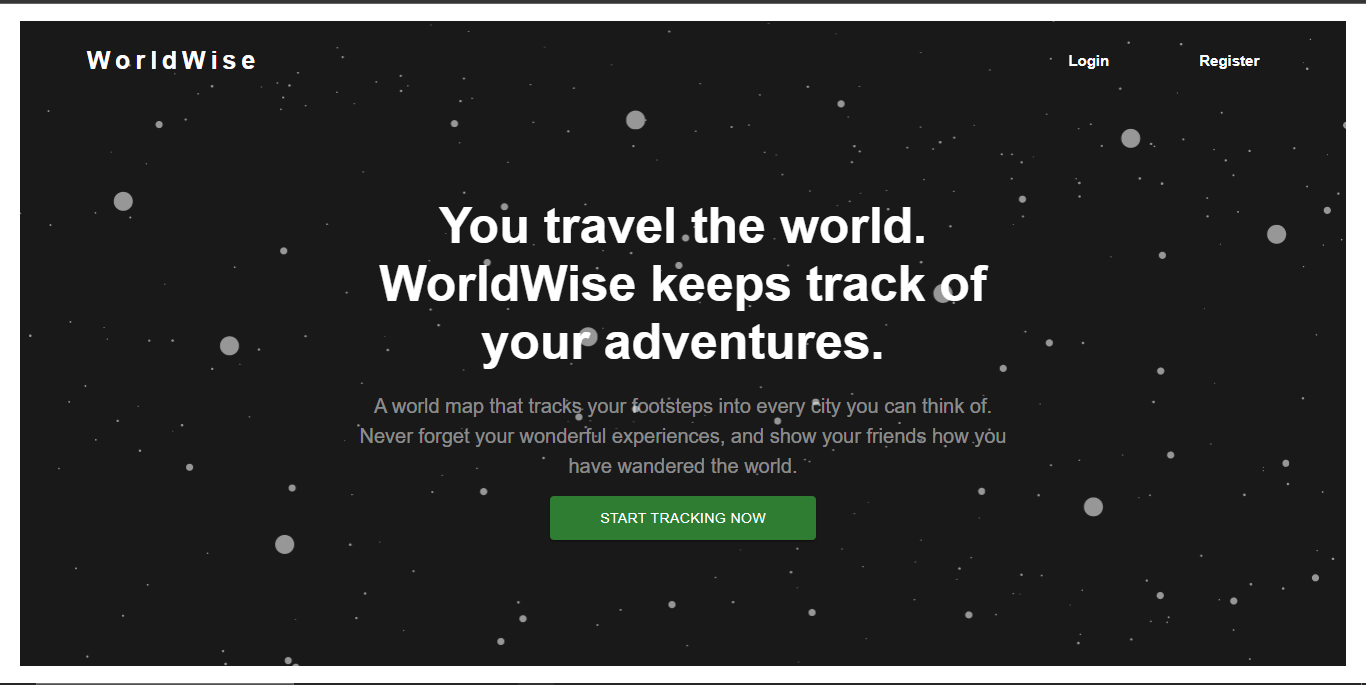 WorldWise
Login
Register
You travel the world.
WorldWise keeps track of
your adventures.
A world map that tracks your footsteps into every city you can think of.
Never forget your wonderful experiences, and show your friends how you
have wandered the world.
START TRACKING NOW